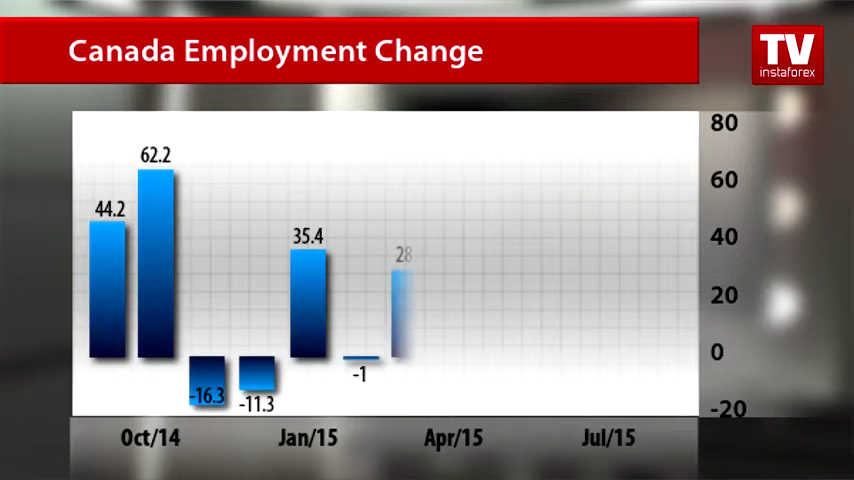 Canada Employment Change
TV
instaforex
80
60
40
20
0
-20
44.2
62.2
-16.3
-11.3
35.4
-1
28
Oct/14
Jan/15
Apr/15
Jul/15